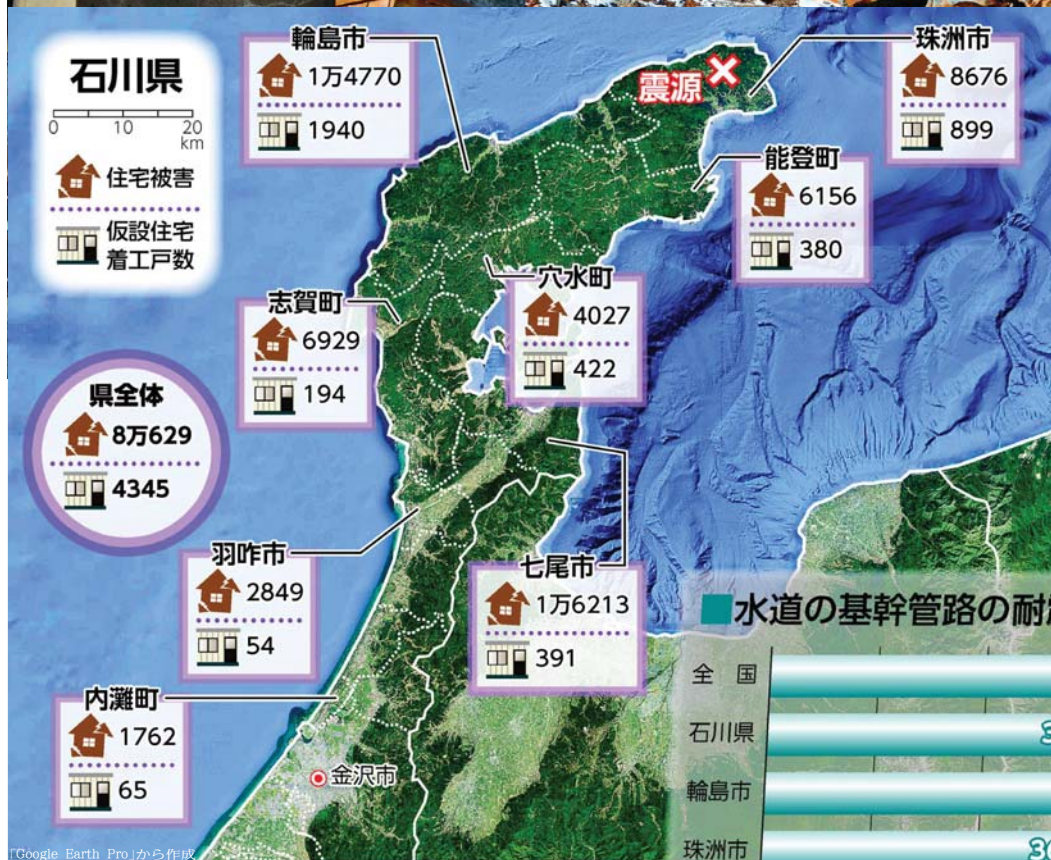 石川県
0 10 20
km
住宅被害
仮設住宅
着工戸数
輪島市
1万4770
1940
震源
珠洲市
8676
899
能登町
6156
380
穴水町
4027
422
志賀町
6929
194
県全体
8万629
4345
羽咋市
2849
54
七尾市
1万6213
391
内灘町
1762
65
金沢市
■水道の基幹管路の耐
全 国
石川県
輪島市
珠洲市
「Google Earth Pro」から作成